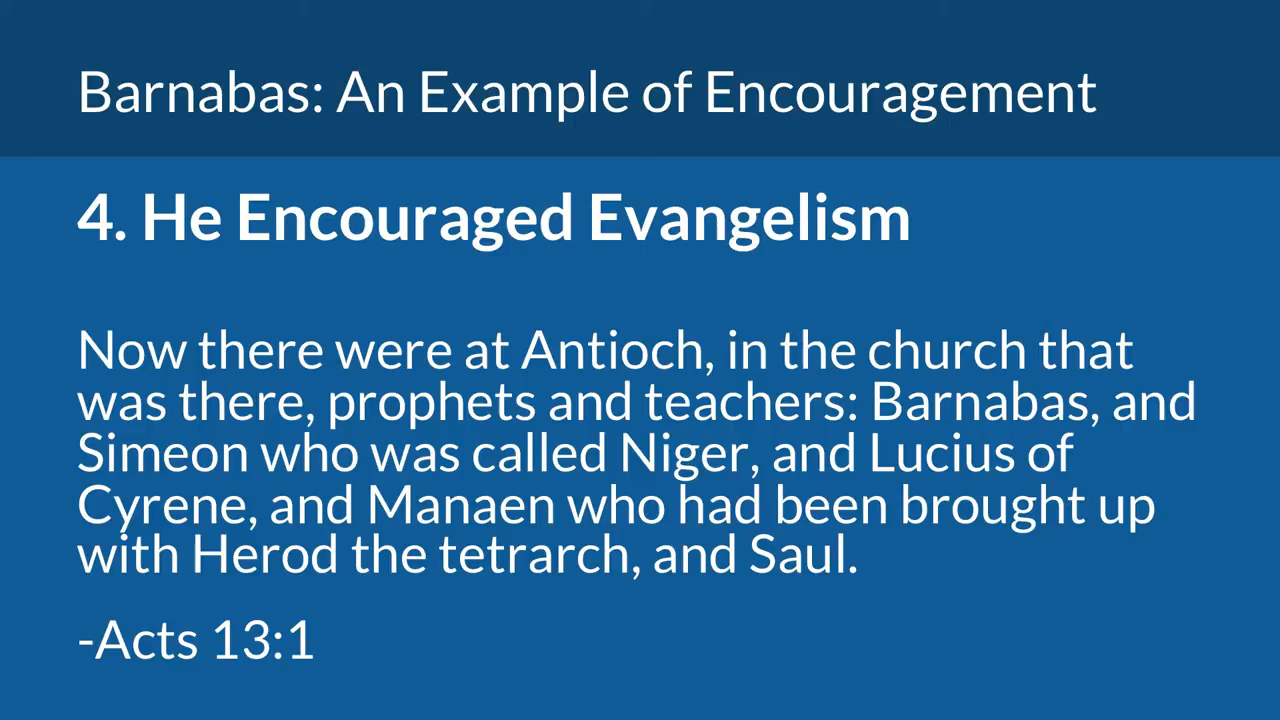 Barnabas: An Example of Encouragement
4. He Encouraged Evangelism
Now there were at Antioch, in the church that
was there, prophets and teachers: Barnabas, and
Simeon who was called Niger, and Lucius of
Cyrene, and Manaen who had been brought up
with Herod the tetrarch, and Saul.
-Acts 13:1